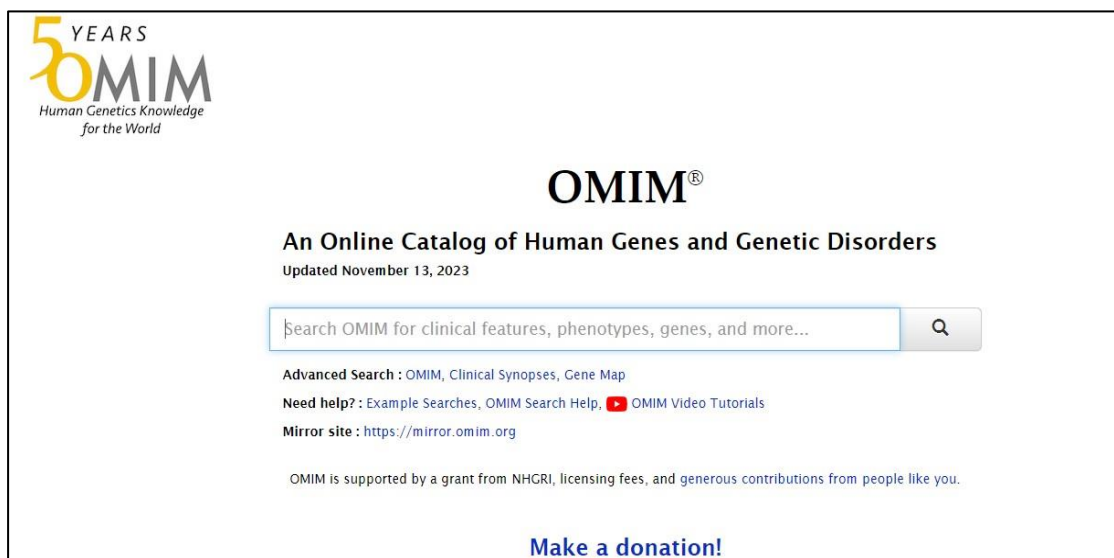 50 YEARS
OMIM
Human Genetics Knowledge
for the World
OMIM®
An Online Catalog of Human Genes and Genetic Disorders
Updated November 13, 2023
Search OMIM for clinical features, phenotypes, genes, and more...
Advanced Search : OMIM, Clinical Synopses, Gene Map
Need help? : Example Searches, OMIM Search Help, OMIM Video Tutorials
Mirror site : https://mirror.omim.org
OMIM is supported by a grant from NHGRI, licensing fees, and generous contributions from people like you.
Make a donation!